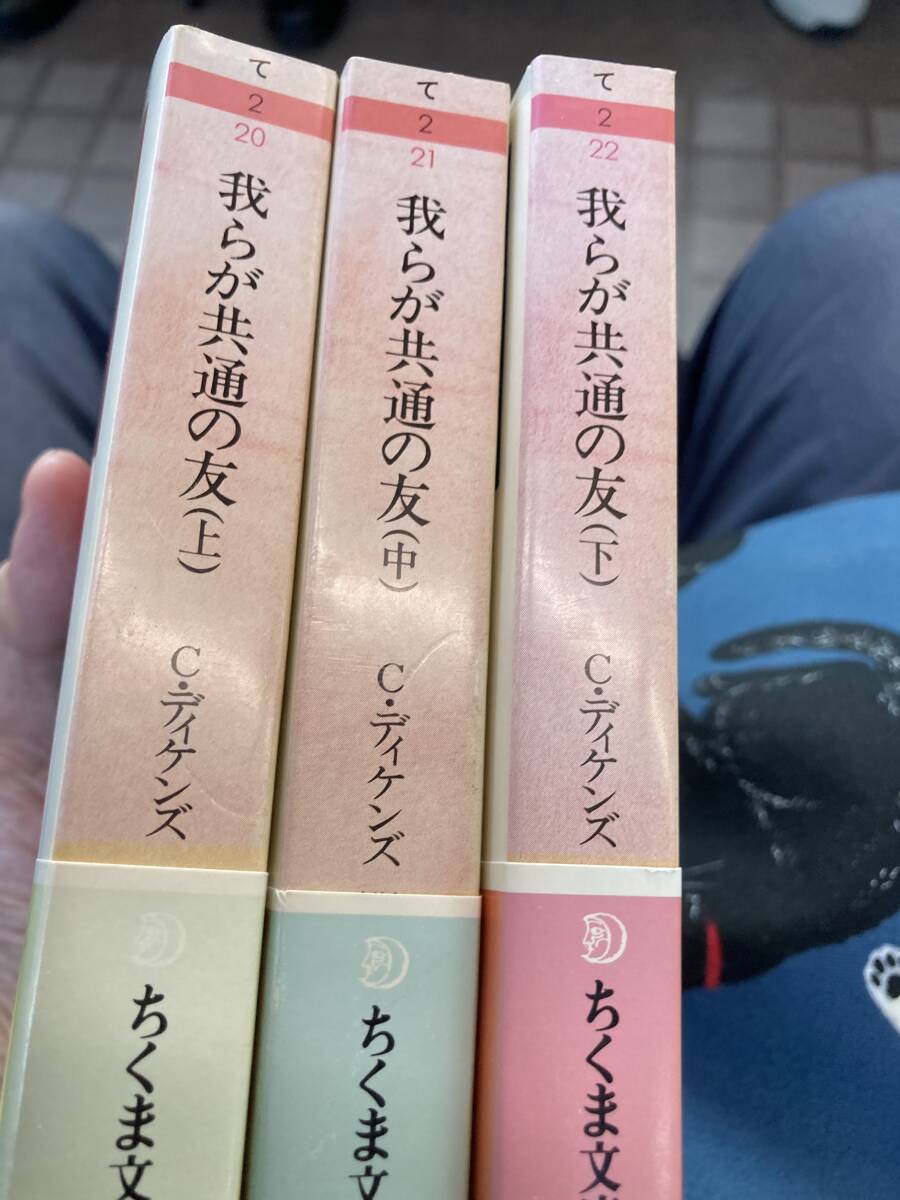 て
2
20
我らが共通の友(上)
C・ディケンズ
ちくま文
て
2
21
我らが共通の友(中)
C・ディケンズ
ちくま文
て
2
22
我らが共通の友(下)
C・ディケンズ
ちくま文